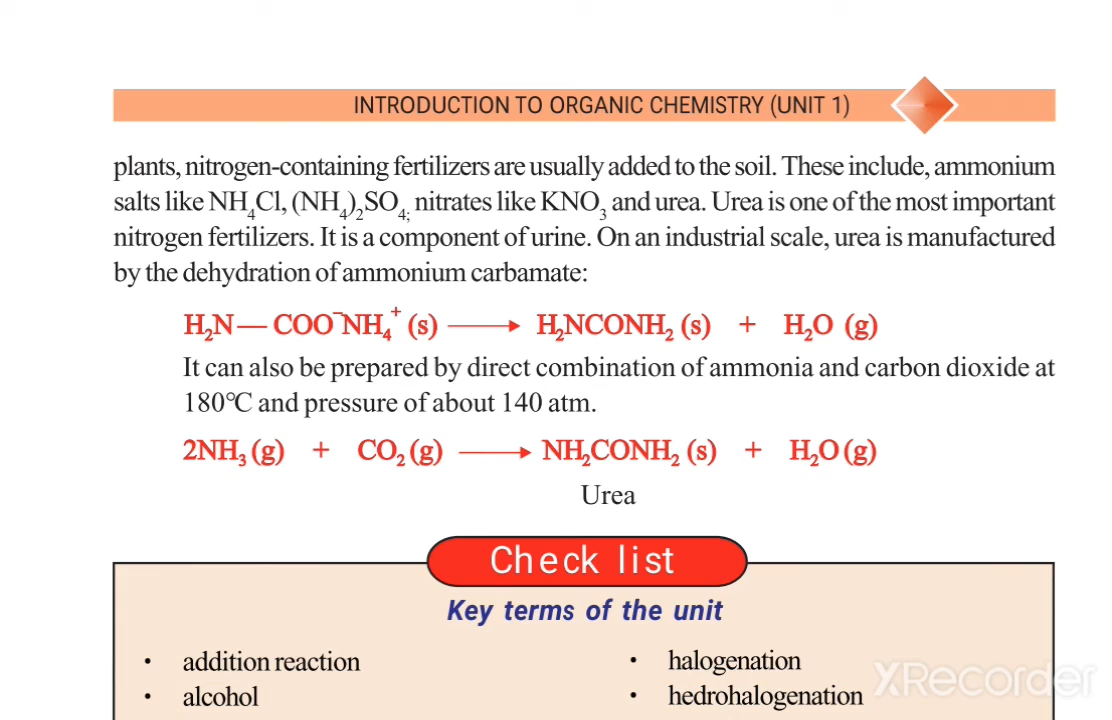 INTRODUCTION TO ORGANIC CHEMISTRY (UNIT 1)
plants, nitrogen-containing fertilizers are usually added to the soil. These include, ammonium
salts like NH₄Cl, (NH₄)₂SO₄; nitrates like KNO₃ and urea. Urea is one of the most important
nitrogen fertilizers. It is a component of urine. On an industrial scale, urea is manufactured
by the dehydration of ammonium carbamate:
H₂N — COO⁻NH₄⁺ (s) ⟶ H₂NCONH₂ (s) + H₂O (g)
It can also be prepared by direct combination of ammonia and carbon dioxide at
180°C and pressure of about 140 atm.
2NH₃ (g) + CO₂ (g) ⟶ NH₂CONH₂ (s) + H₂O (g)
Urea
Check list
Key terms of the unit
• addition reaction
• alcohol
• halogenation
• hedrohalogenation
XRecorder